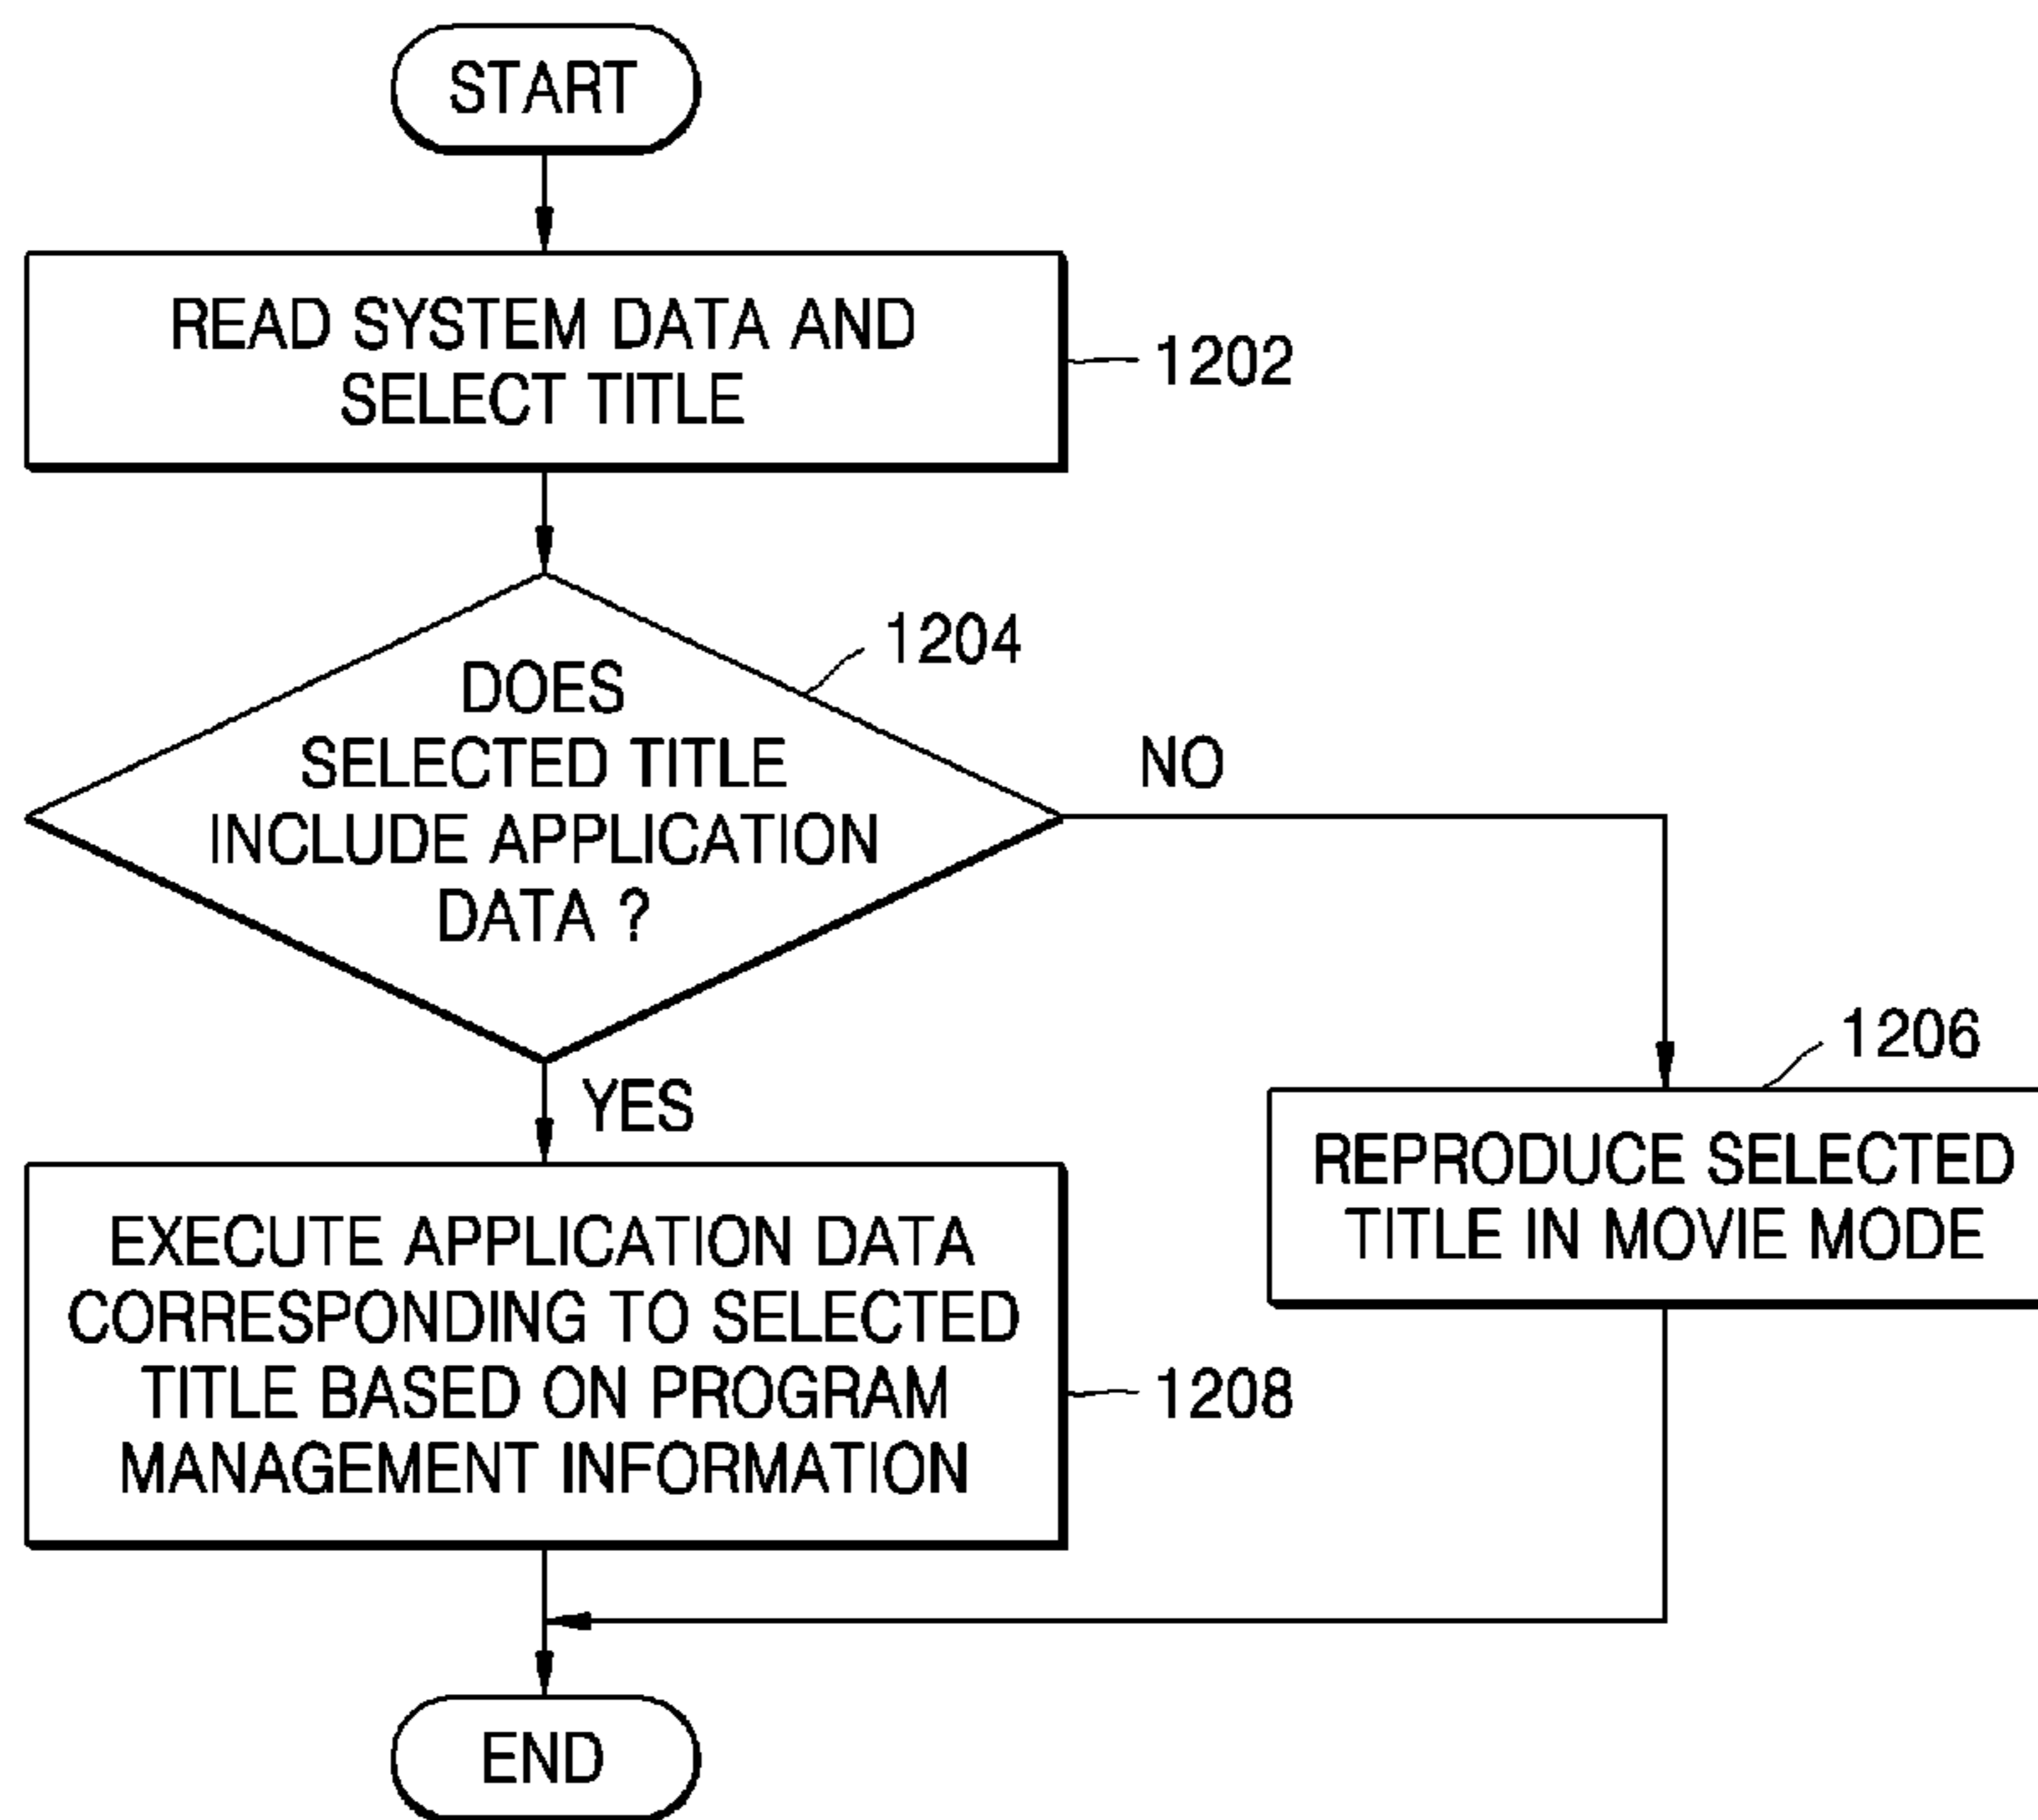 START
READ SYSTEM DATA AND
SELECT TITLE
1202
1204
DOES
SELECTED TITLE
INCLUDE APPLICATION
DATA ?
NO
YES
1206
REPRODUCE SELECTED
TITLE IN MOVIE MODE
EXECUTE APPLICATION DATA
CORRESPONDING TO SELECTED
TITLE BASED ON PROGRAM
MANAGEMENT INFORMATION
1208
END